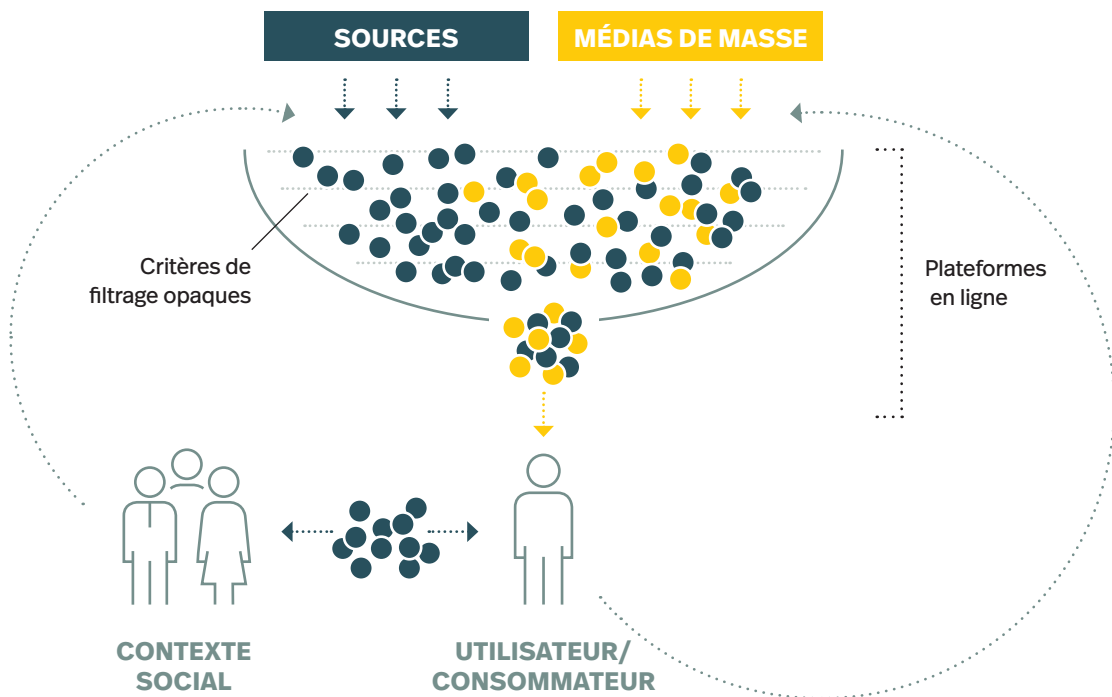 SOURCES
MÉDIAS DE MASSE
Critères de
filtrage opaques
Plateformes
en ligne
CONTEXTE
SOCIAL
UTILISATEUR/
CONSOMMATEUR